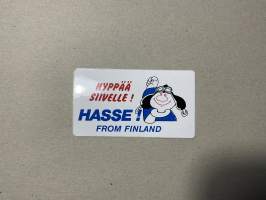 HYPPÄÄ
SIIVELLE !
HASSE !
FROM FINLAND